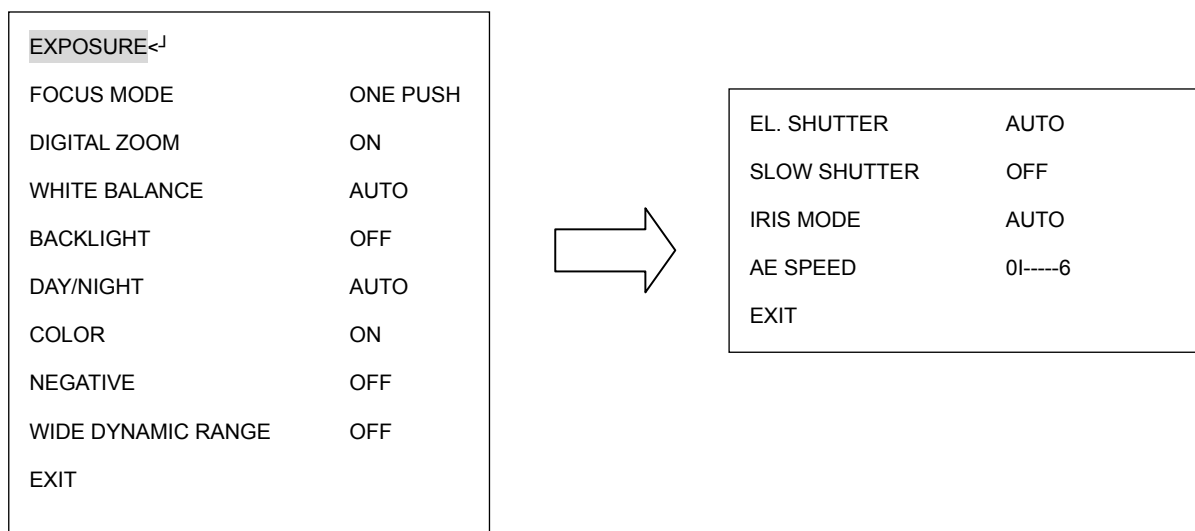 EXPOSURE<┘
FOCUS MODE ONE PUSH
DIGITAL ZOOM ON
WHITE BALANCE AUTO
BACKLIGHT OFF
DAY/NIGHT AUTO
COLOR ON
NEGATIVE OFF
WIDE DYNAMIC RANGE OFF
EXIT
EL. SHUTTER AUTO
SLOW SHUTTER OFF
IRIS MODE AUTO
AE SPEED 0I-----6
EXIT